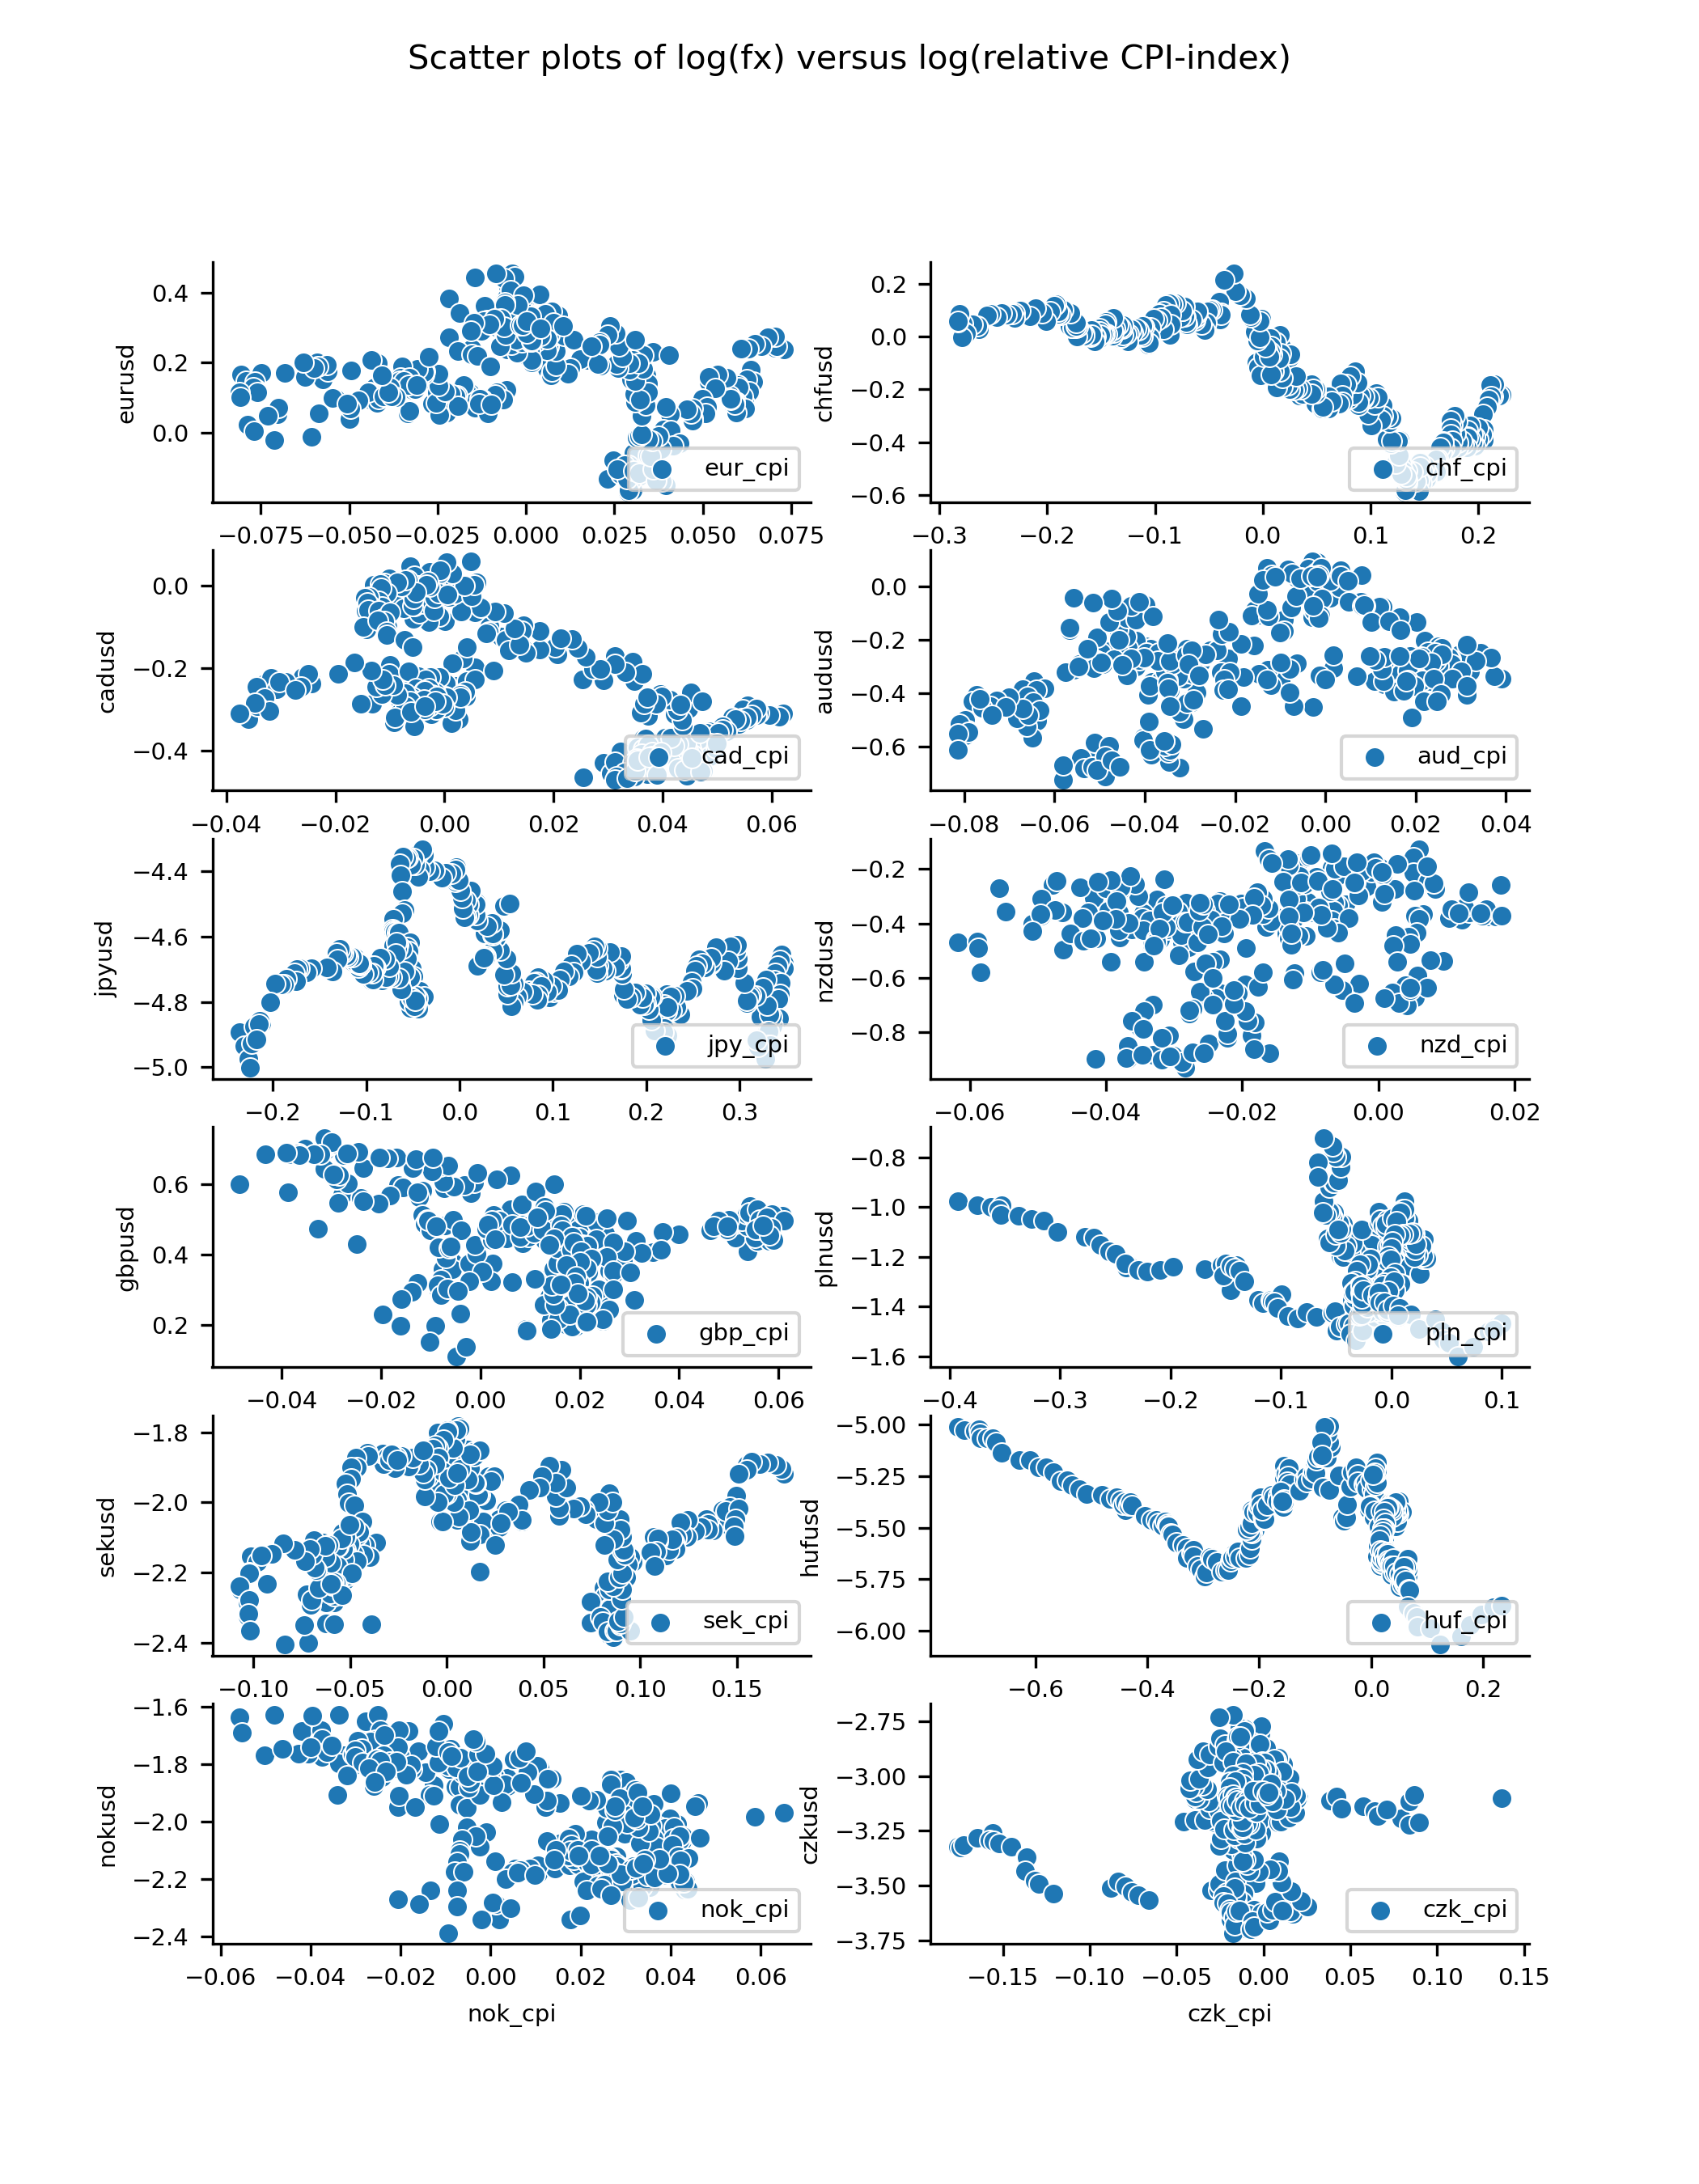 Scatter plots of log(fx) versus log(relative CPI-index)
eurusd
0.4
0.2
0.0
eur_cpi
−0.075 −0.050 −0.025 0.000 0.025 0.050 0.075
chfusd
0.2
0.0
−0.2
−0.4
−0.6
chf_cpi
−0.3 −0.2 −0.1 0.0 0.1 0.2
cadusd
0.0
−0.2
−0.4
cad_cpi
−0.04 −0.02 0.00 0.02 0.04 0.06
audusd
0.0
−0.2
−0.4
−0.6
aud_cpi
−0.08 −0.06 −0.04 −0.02 0.00 0.02 0.04
jpyusd
−4.4
−4.6
−4.8
−5.0
jpy_cpi
−0.2 −0.1 0.0 0.1 0.2 0.3
nzdusd
−0.2
−0.4
−0.6
−0.8
nzd_cpi
−0.06 −0.04 −0.02 0.00 0.02
gbpusd
0.6
0.4
0.2
gbp_cpi
−0.04 −0.02 0.00 0.02 0.04 0.06
plnusd
−0.8
−1.0
−1.2
−1.4
−1.6
pln_cpi
−0.4 −0.3 −0.2 −0.1 0.0 0.1
sekusd
−1.8
−2.0
−2.2
−2.4
sek_cpi
−0.10 −0.05 0.00 0.05 0.10 0.15
hufusd
−5.00
−5.25
−5.50
−5.75
−6.00
huf_cpi
−0.6 −0.4 −0.2 0.0 0.2
nokusd
−1.6
−1.8
−2.0
−2.2
−2.4
nok_cpi
−0.06 −0.04 −0.02 0.00 0.02 0.04 0.06
nok_cpi
czkusd
−2.75
−3.00
−3.25
−3.50
−3.75
czk_cpi
−0.15 −0.10 −0.05 0.00 0.05 0.10 0.15
czk_cpi